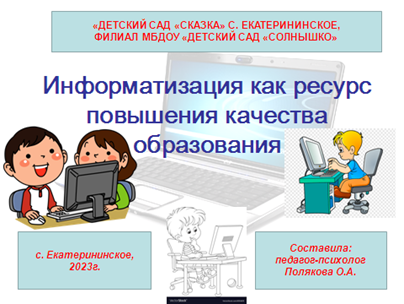 «ДЕТСКИЙ САД «СКАЗКА» С. ЕКАТЕРИНИНСКОЕ,
ФИЛИАЛ МБДОУ «ДЕТСКИЙ САД «СОЛНЫШКО»
Информатизация как ресурс
повышения качества
образования
с. Екатерининское,
2023г.
Составила:
педагог-психолог
Полякова О.А.